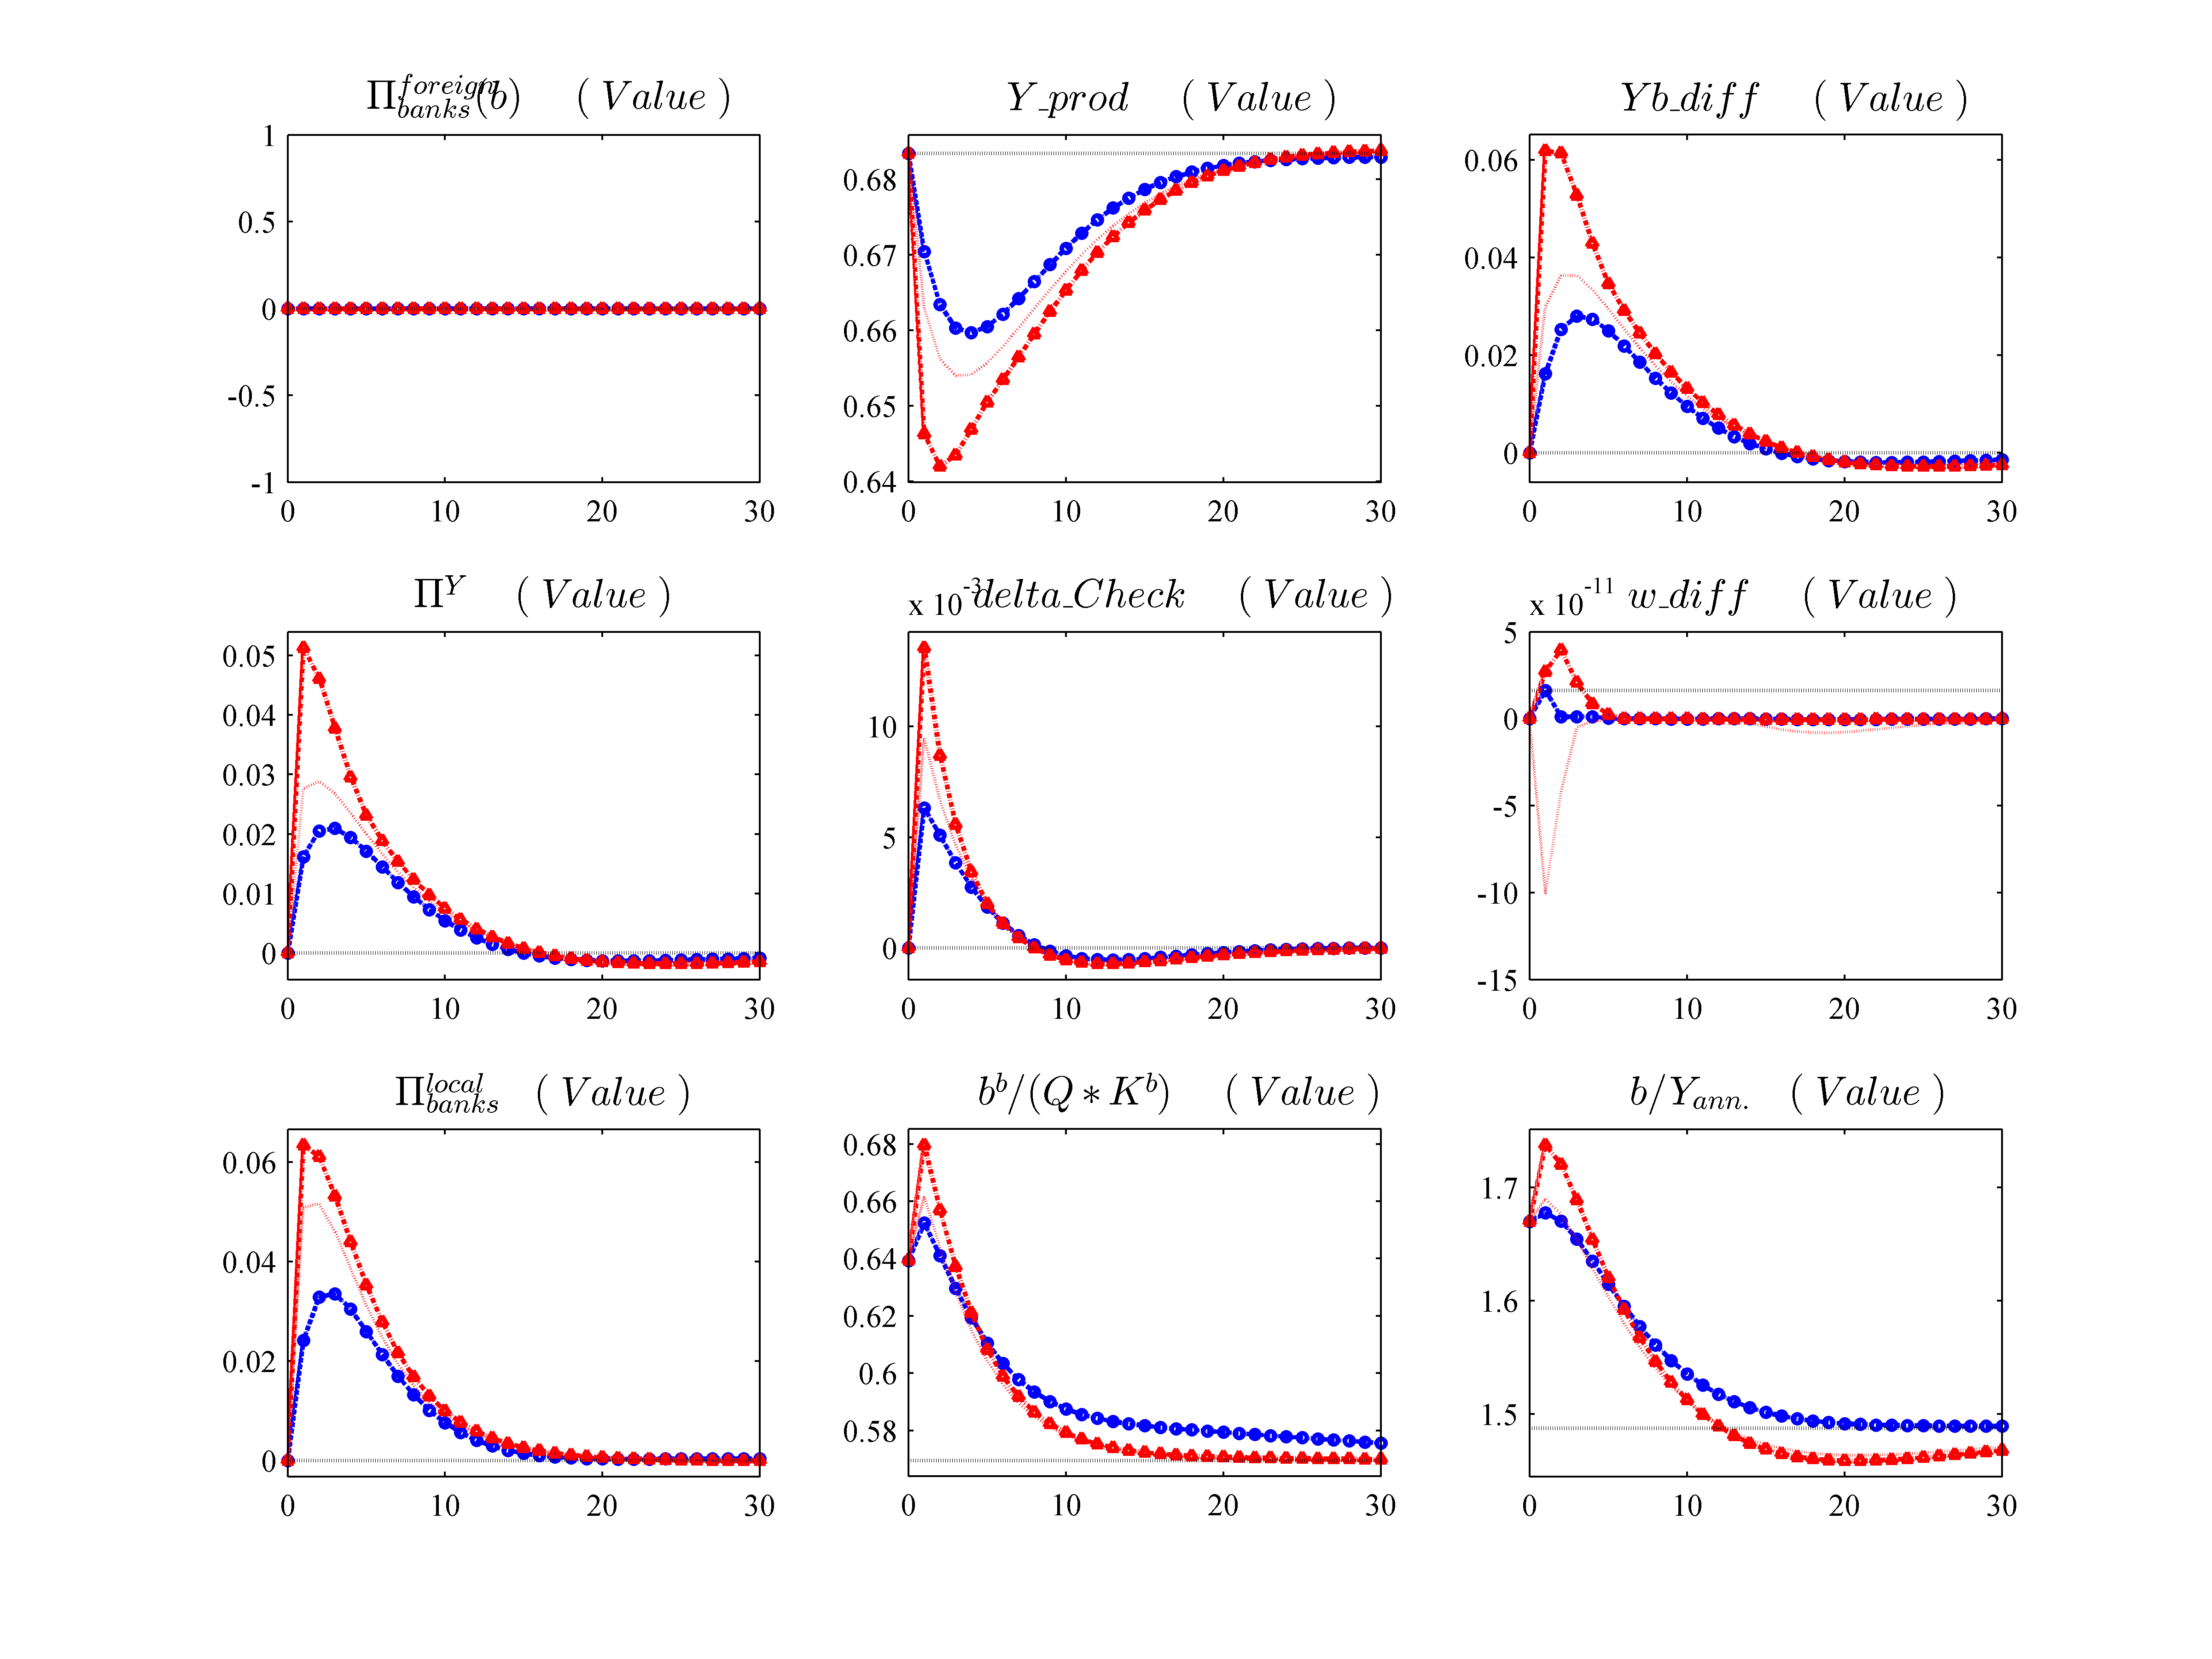 Π^{foreign}_{banks}(b) ( Value )
1
0.5
0
-0.5
-1
0 10 20 30
Y_prod ( Value )
0.68
0.67
0.66
0.65
0.64
0 10 20 30
Yb_diff ( Value )
0.06
0.04
0.02
0
0 10 20 30
Π^Y ( Value )
0.05
0.04
0.03
0.02
0.01
0
0 10 20 30
x 10^{-3} delta_Check ( Value )
10
5
0
0 10 20 30
x 10^{-11} w_diff ( Value )
5
0
-5
-10
-15
0 10 20 30
Π^{local}_{banks} ( Value )
0.06
0.04
0.02
0
0 10 20 30
b^b/(Q ∗ K^b) ( Value )
0.68
0.66
0.64
0.62
0.6
0.58
0 10 20 30
b/Y_{ann.} ( Value )
1.7
1.6
1.5
0 10 20 30